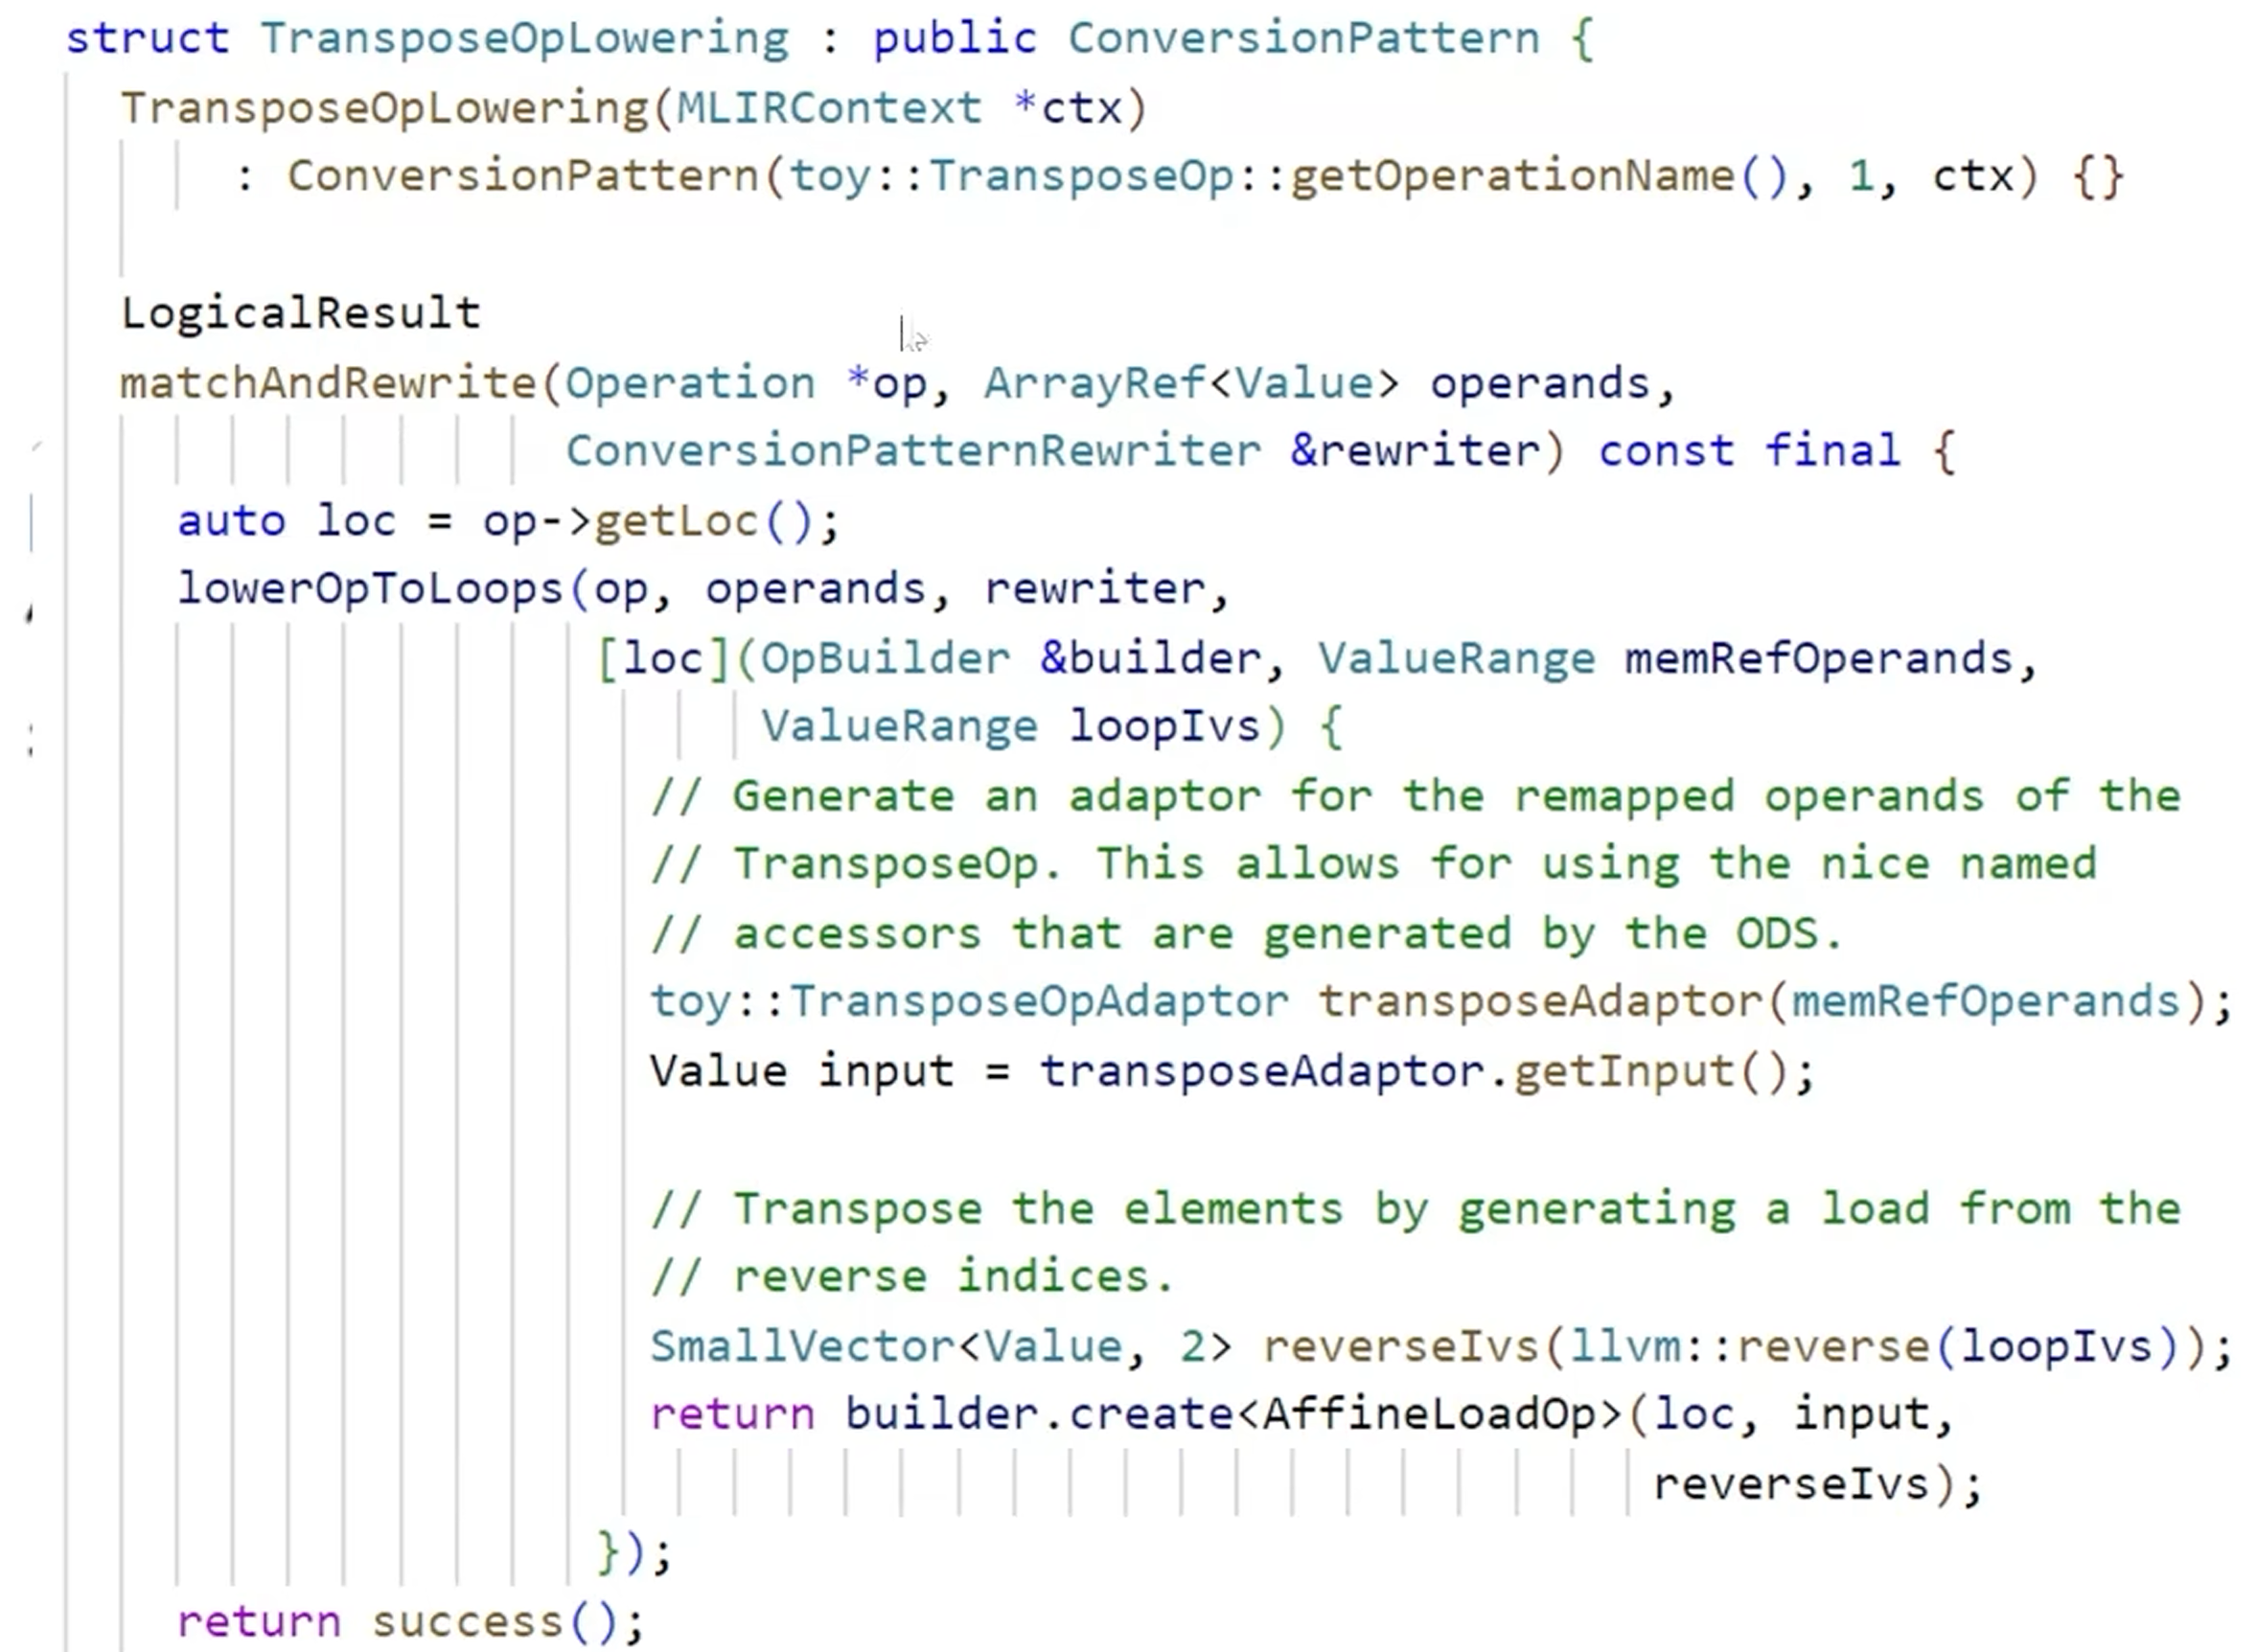 struct TransposeOpLowering : public ConversionPattern {
TransposeOpLowering(MLIRContext *ctx)
: ConversionPattern(toy::TransposeOp::getOperationName(), 1, ctx) {}
LogicalResult
matchAndRewrite(Operation *op, ArrayRef<Value> operands,
ConversionPatternRewriter &rewriter) const final {
auto loc = op->getLoc();
lowerOpToLoops(op, operands, rewriter,
[loc](OpBuilder &builder, ValueRange memRefOperands,
ValueRange loopIvs) {
// Generate an adaptor for the remapped operands of the
// TransposeOp. This allows for using the nice named
// accessors that are generated by the ODS.
toy::TransposeOpAdaptor transposeAdaptor(memRefOperands);
Value input = transposeAdaptor.getInput();
// Transpose the elements by generating a load from the
// reverse indices.
SmallVector<Value, 2> reverseIvs(llvm::reverse(loopIvs));
return builder.create<AffineLoadOp>(loc, input,
reverseIvs);
});
return success();